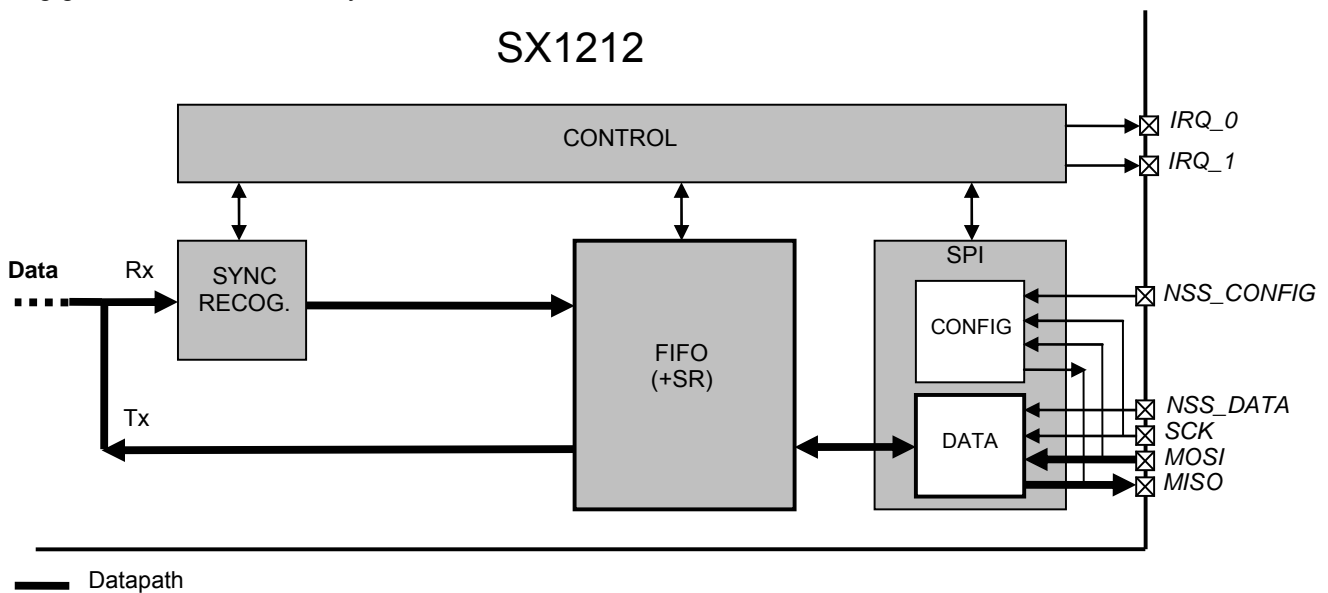 SX1212
CONTROL
IRQ_0
IRQ_1
Data
Rx
SYNC
RECOG.
SPI
NSS_CONFIG
CONFIG
FIFO
(+SR)
Tx
NSS_DATA
SCK
DATA
MOSI
MISO
Datapath